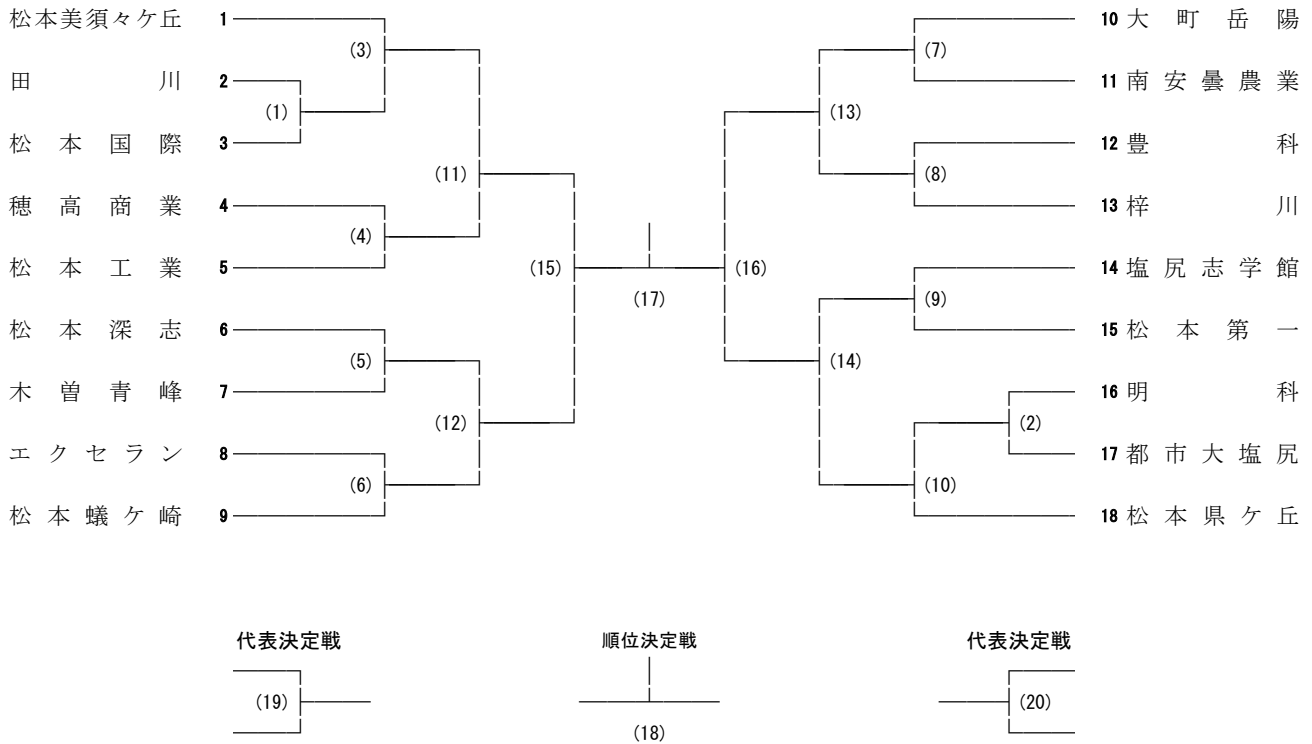 松本美須々ケ丘 1
田川 2
松本国際 3
穂高商業 4
松本工業 5
松本深志 6
木曽青峰 7
エクセラン 8
松本蟻ケ崎 9
(1)
(3)
(4)
(5)
(6)
(11)
(12)
(15)
(17)
(16)
(13)
(14)
(7)
(8)
(9)
(10)
(2)
10 大町岳陽
11 南安曇農業
12 豊科
13 梓川
14 塩尻志学館
15 松本第一
16 明科
17 都市大塩尻
18 松本県ケ丘
代表決定戦
(19)
順位決定戦
(18)
代表決定戦
(20)